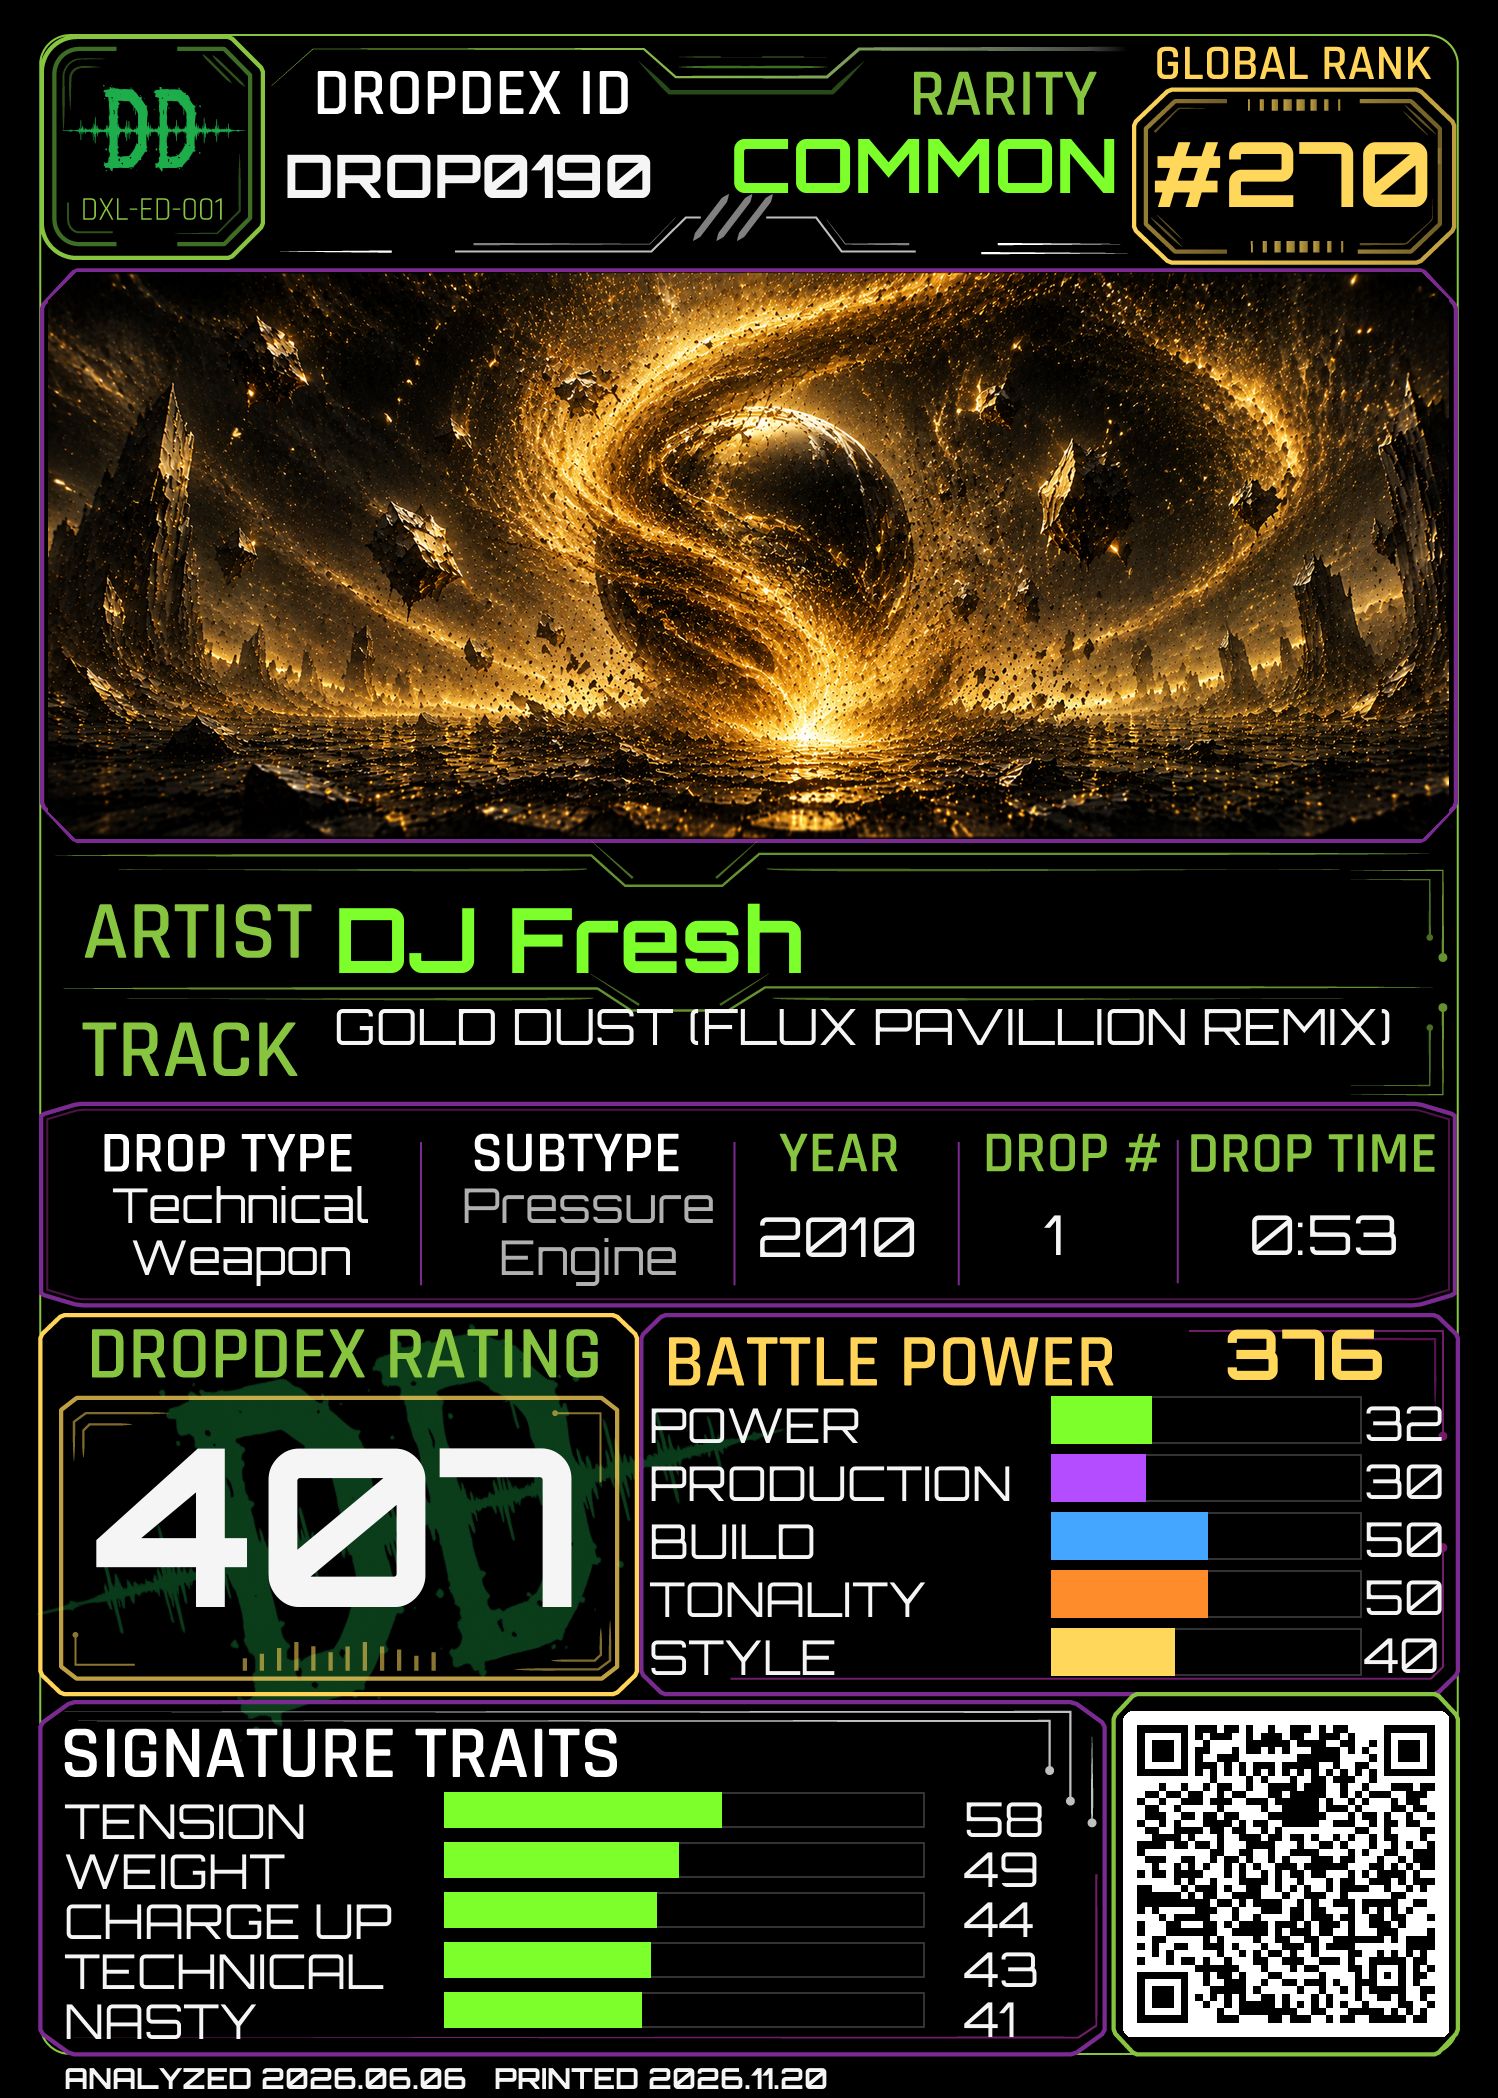 DD
DXL-ED-001
DROPDEX ID
DROP0190
RARITY
COMMON
GLOBAL RANK
#270
ARTIST DJ Fresh
TRACK GOLD DUST (FLUX PAVILLION REMIX)
DROP TYPE
Technical
Weapon
SUBTYPE
Pressure
Engine
YEAR
2010
DROP #
1
DROP TIME
0:53
DROPDEX RATING
407
BATTLE POWER 376
POWER 32
PRODUCTION 30
BUILD 50
TONALITY 50
STYLE 40
SIGNATURE TRAITS
TENSION 58
WEIGHT 49
CHARGE UP 44
TECHNICAL 43
NASTY 41
ANALYZED 2026.06.06 PRINTED 2026.11.20